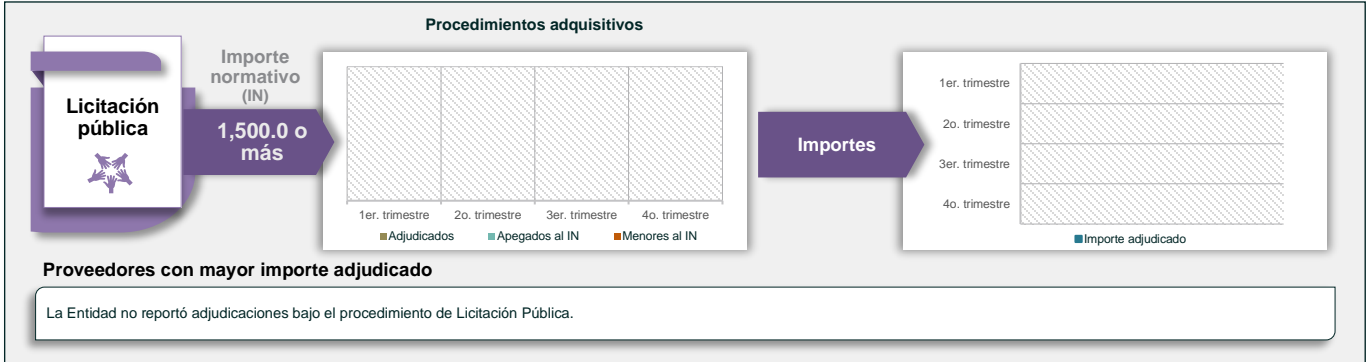 Procedimientos adquisitivos
Licitación
pública
Importe
normativo
(IN)
1,500.0 o
más
1er. trimestre 2o. trimestre 3er. trimestre 4o. trimestre
Adjudicados Apegados al IN Menores al IN
Importes
1er. trimestre
2o. trimestre
3er. trimestre
4o. trimestre
Importe adjudicado
Proveedores con mayor importe adjudicado
La Entidad no reportó adjudicaciones bajo el procedimiento de Licitación Pública.